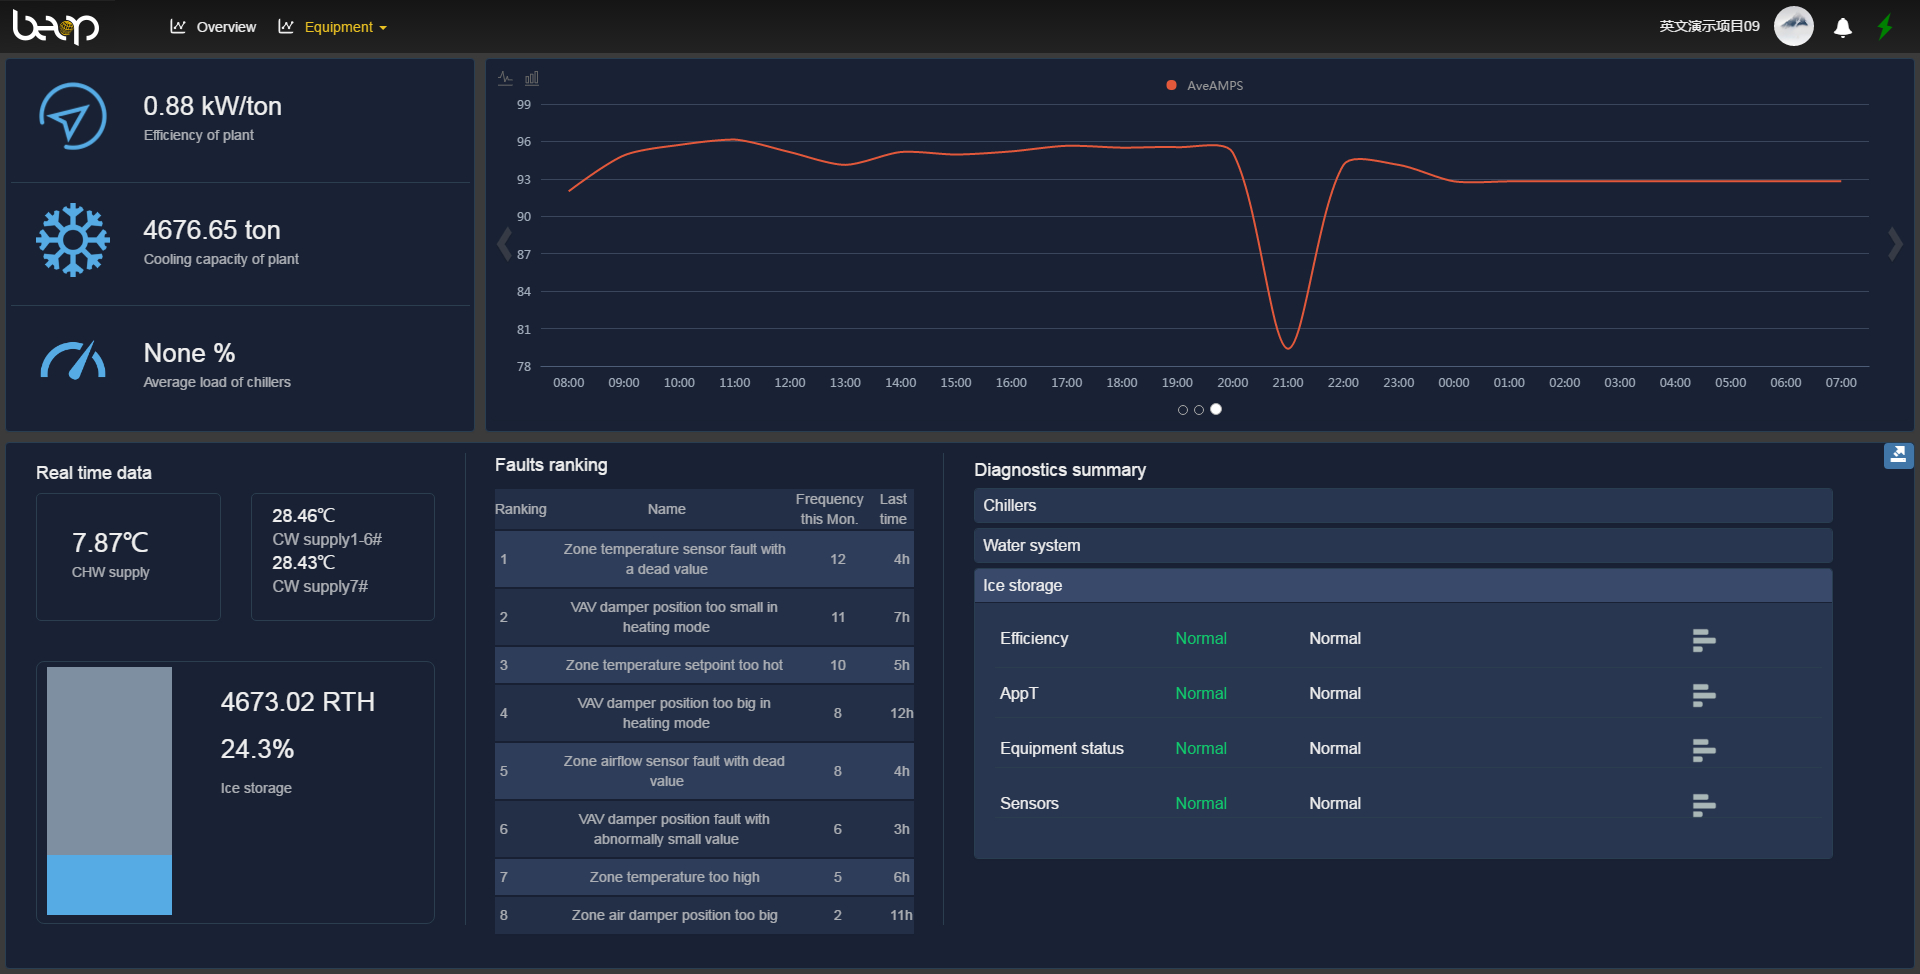 beop
Overview
Equipment
英文演示项目09
0.88 kW/ton
Efficiency of plant
4676.65 ton
Cooling capacity of plant
None %
Average load of chillers
AveAMPS
99
96
93
90
87
84
81
78
08:00 09:00 10:00 11:00 12:00 13:00 14:00 15:00 16:00 17:00 18:00 19:00 20:00 21:00 22:00 23:00 00:00 01:00 02:00 03:00 04:00 05:00 06:00 07:00
Real time data
7.87℃
CHW supply
28.46℃
CW supply1-6#
28.43℃
CW supply7#
4673.02 RTH
24.3%
Ice storage
Faults ranking
Ranking Name Frequency this Mon. Last time
1 Zone temperature sensor fault with a dead value 12 4h
2 VAV damper position too small in heating mode 11 7h
3 Zone temperature setpoint too hot 10 5h
4 VAV damper position too big in heating mode 8 12h
5 Zone airflow sensor fault with dead value 8 4h
6 VAV damper position fault with abnormally small value 6 3h
7 Zone temperature too high 5 6h
8 Zone air damper position too big 2 11h
Diagnostics summary
Chillers
Water system
Ice storage
Efficiency Normal Normal
AppT Normal Normal
Equipment status Normal Normal
Sensors Normal Normal